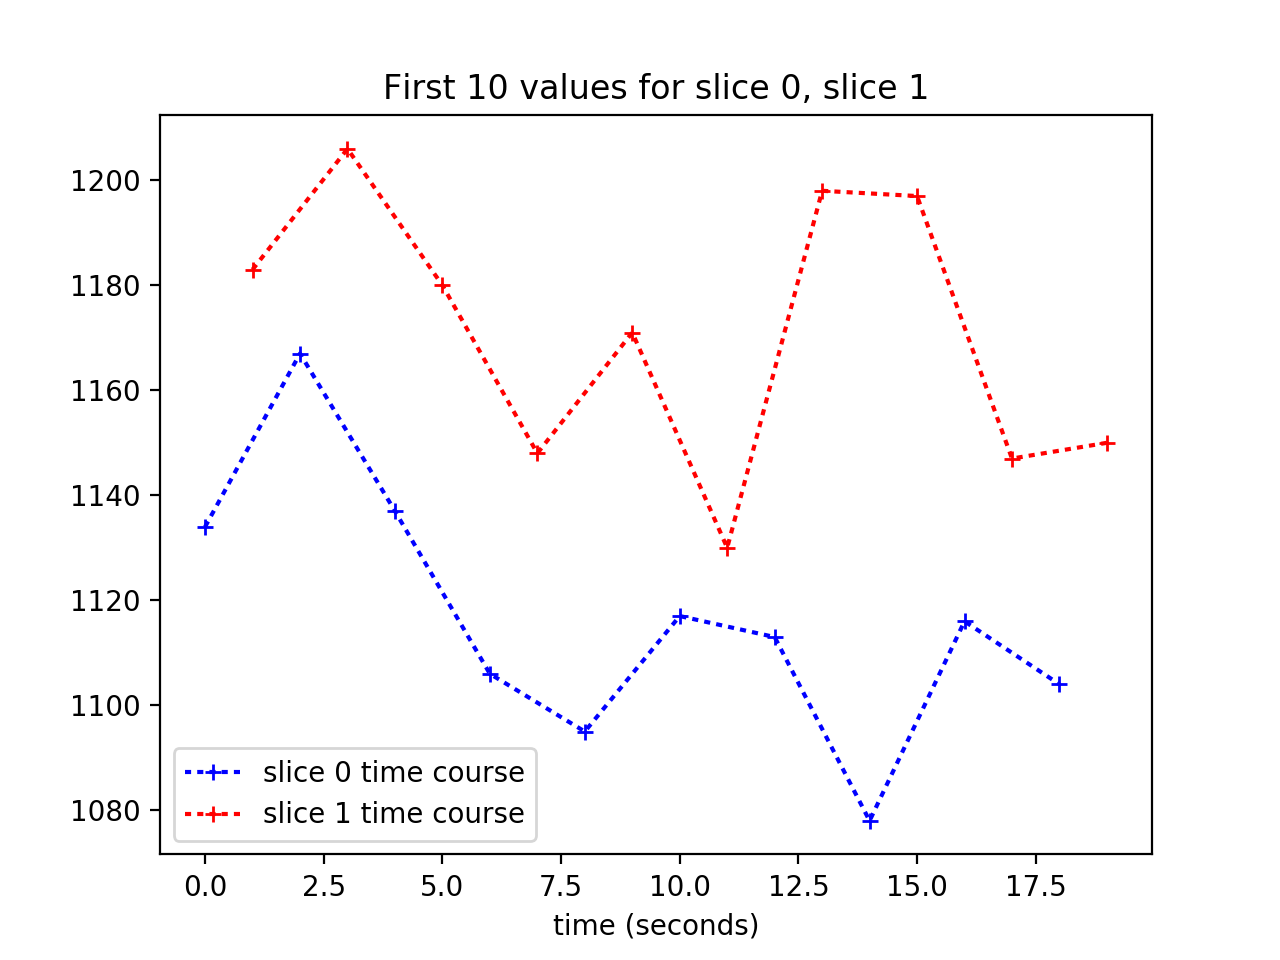 First 10 values for slice 0, slice 1
1200
1180
1160
1140
1120
1100
1080
slice 0 time course
slice 1 time course
0.0 2.5 5.0 7.5 10.0 12.5 15.0 17.5
time (seconds)